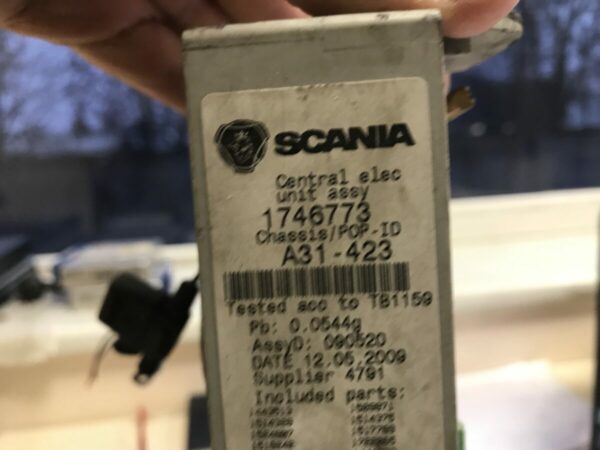 SCANIA
Central elec
unit assy
1746773
Chassis/POP-ID
A31-423
Tested acc to TB1159
Pb: 0.0544g
AssyD: 090520
DATE 12.05.2009
Supplier 4791
Included parts: